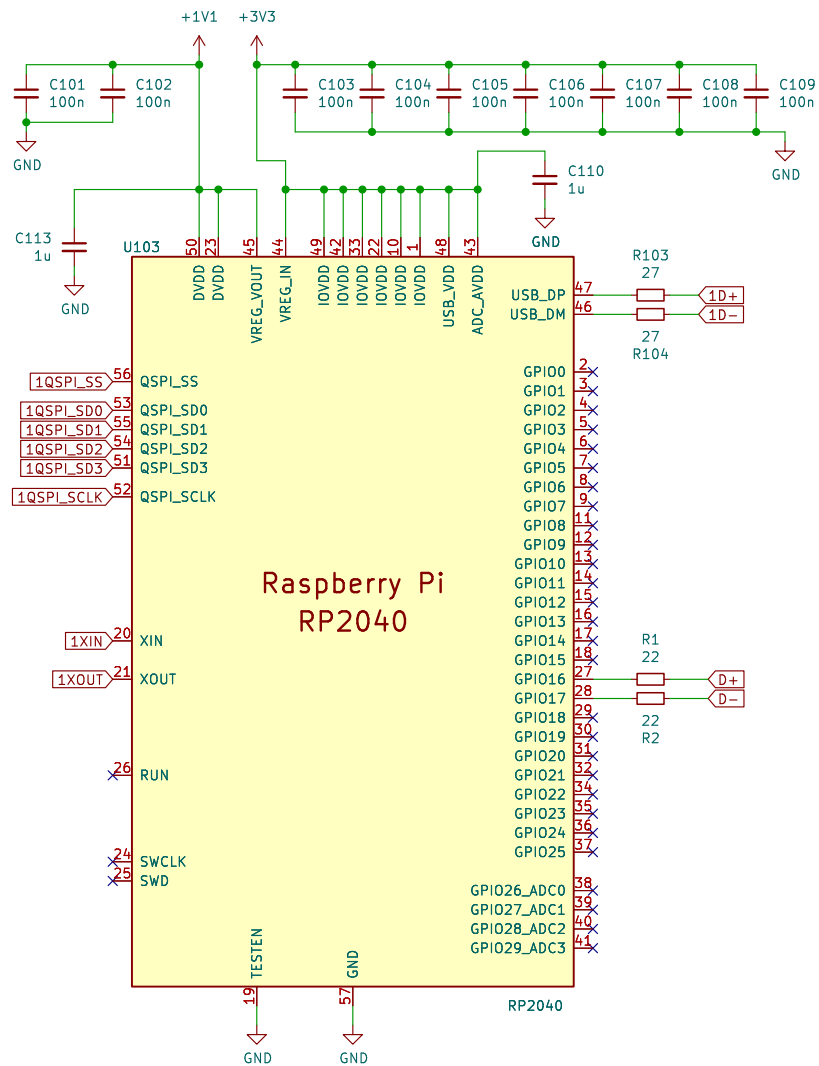 +1V1 +3V3
C101 100n
C102 100n
C103 100n
C104 100n
C105 100n
C106 100n
C107 100n
C108 100n
C109 100n
GND
GND
C110 1u
GND
C113 1u
GND
U103
50 23 45 44 49 42 33 22 10 1 48 43
DVDD DVDD VREG_VOUT VREG_IN IOVDD IOVDD IOVDD IOVDD IOVDD IOVDD USB_VDD ADC_AVDD
R103
27
USB_DP 47 1D+
USB_DM 46 1D-
27
R104
1QSPI_SS 56 QSPI_SS
1QSPI_SD0 53 QSPI_SD0
1QSPI_SD1 55 QSPI_SD1
1QSPI_SD2 54 QSPI_SD2
1QSPI_SD3 51 QSPI_SD3
1QSPI_SCLK 52 QSPI_SCLK
1XIN 20 XIN
1XOUT 21 XOUT
26 RUN
24 SWCLK
25 SWD
Raspberry Pi
RP2040
GPIO0 2
GPIO1 3
GPIO2 4
GPIO3 5
GPIO4 6
GPIO5 7
GPIO6 8
GPIO7 9
GPIO8 11
GPIO9 12
GPIO10 13
GPIO11 14
GPIO12 15
GPIO13 16
GPIO14 17
GPIO15 18
R1
22
GPIO16 27 D+
GPIO17 28 D-
22
R2
GPIO18 29
GPIO19 30
GPIO20 31
GPIO21 32
GPIO22 34
GPIO23 35
GPIO24 36
GPIO25 37
GPIO26_ADC0 38
GPIO27_ADC1 39
GPIO28_ADC2 40
GPIO29_ADC3 41
TESTEN GND
19 57
RP2040
GND GND